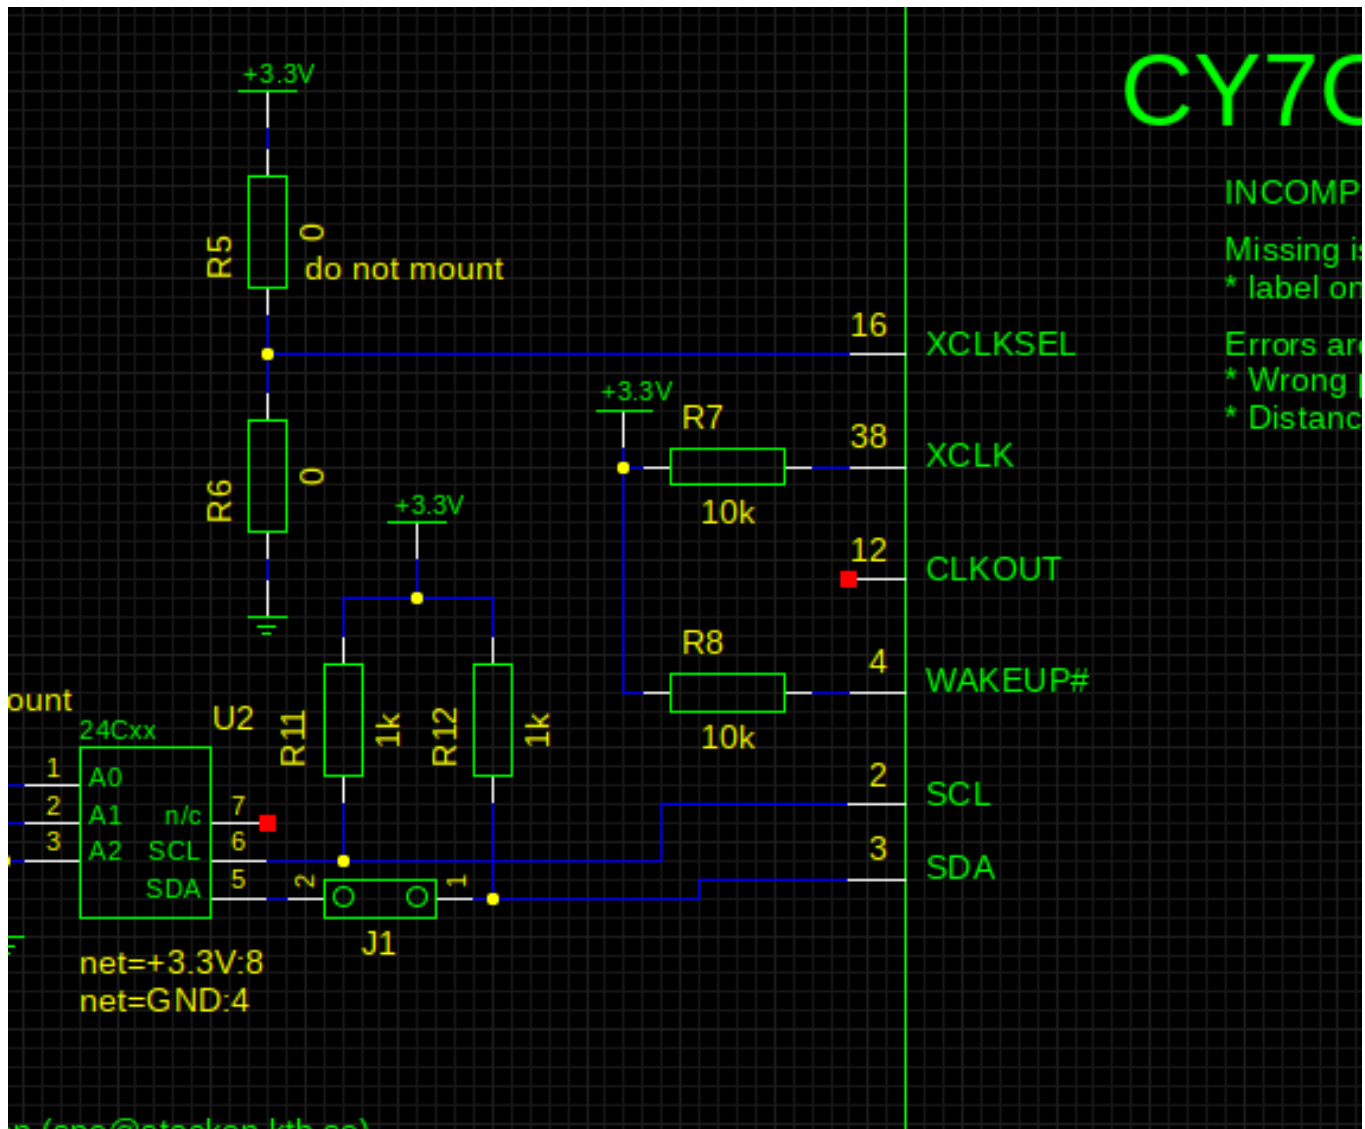 +3.3V
CY7C
INCOMP
R5
0
do not mount
Missing is
* label on
16
XCLKSEL
Errors are
* Wrong p
* Distanc
+3.3V
R7
38
XCLK
10k
R6
0
+3.3V
12
CLKOUT
R8
4
WAKEUP#
10k
ount
24Cxx
U2
R11
1k
R12
1k
1
A0
2
A1
n/c
7
3
A2
SCL
6
SDA
5
2
1
J1
2
SCL
3
SDA
net=+3.3V:8
net=GND:4